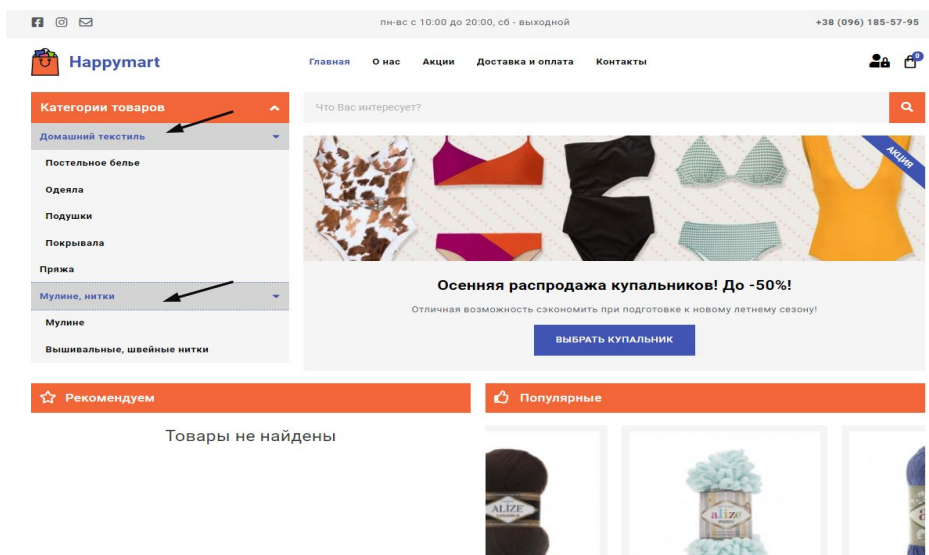 пн-вс с 10:00 до 20:00, сб - выходной
+38 (096) 185-57-95
Happymart
Главная О нас Акции Доставка и оплата Контакты
0
Категории товаров
Что Вас интересует?
Домашний текстиль
Постельное белье
Одеяла
Подушки
Покрывала
Пряжа
Мулине, нитки
Мулине
Вышивальные, швейные нитки
АКЦИЯ
Осенняя распродажа купальников! До -50%!
Отличная возможность сэкономить при подготовке к новому летнему сезону!
ВЫБРАТЬ КУПАЛЬНИК
Рекомендуем
Товары не найдены
Популярные
ALIZE
alize